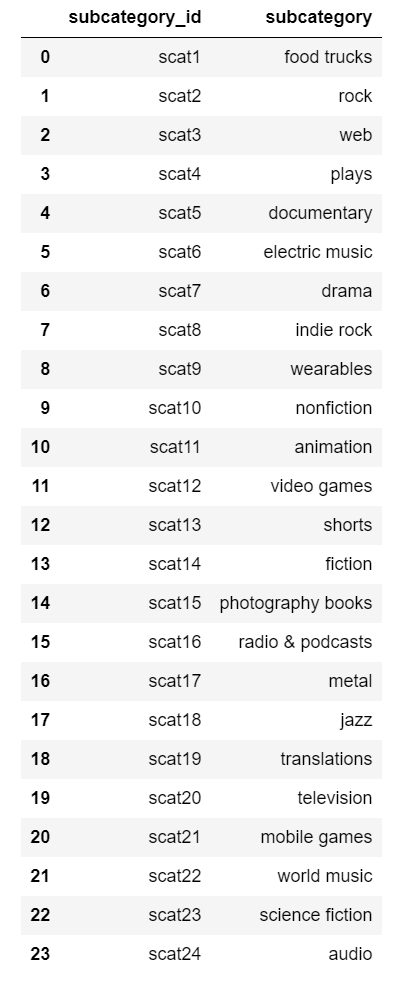 subcategory_id subcategory
0 scat1 food trucks
1 scat2 rock
2 scat3 web
3 scat4 plays
4 scat5 documentary
5 scat6 electric music
6 scat7 drama
7 scat8 indie rock
8 scat9 wearables
9 scat10 nonfiction
10 scat11 animation
11 scat12 video games
12 scat13 shorts
13 scat14 fiction
14 scat15 photography books
15 scat16 radio & podcasts
16 scat17 metal
17 scat18 jazz
18 scat19 translations
19 scat20 television
20 scat21 mobile games
21 scat22 world music
22 scat23 science fiction
23 scat24 audio